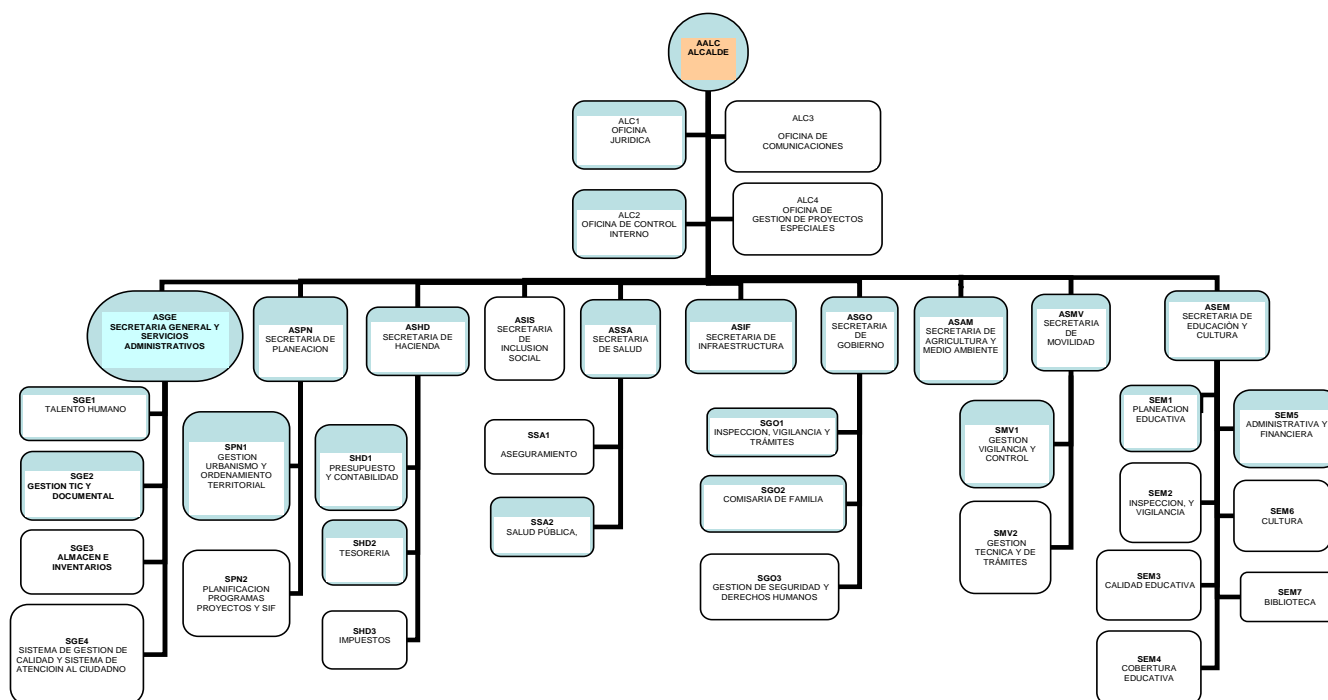 AALC
ALCALDE
ALC1
OFICINA
JURIDICA
ALC3
OFICINA DE
COMUNICACIONES
ALC2
OFICINA DE CONTROL
INTERNO
ALC4
OFICINA DE
GESTION DE PROYECTOS
ESPECIALES
ASGE
SECRETARIA GENERAL Y
SERVICIOS
ADMINISTRATIVOS
ASPN
SECRETARIA DE
PLANEACION
ASHD
SECRETARIA DE
HACIENDA
ASIS
SECRETARIA
DE
INCLUSION
SOCIAL
ASSA
SECRETARIA
DE SALUD
ASIF
SECRETARIA DE
INFRAESTRUCTURA
ASGO
SECRETARIA
DE
GOBIERNO
ASAM
SECRETARIA DE
AGRICULTURA Y
MEDIO AMBIENTE
ASMV
SECRETARIA
DE
MOVILIDAD
ASEM
SECRETARIA DE
EDUCACIÒN Y
CULTURA
SGE1
TALENTO HUMANO
SGE2
GESTION TIC Y
DOCUMENTAL
SGE3
ALMACEN E
INVENTARIOS
SGE4
SISTEMA DE GESTION DE
CALIDAD Y SISTEMA DE
ATENCIOIN AL CIUDADNO
SPN1
GESTION
URBANISMO Y
ORDENAMIENTO
TERRITORIAL
SPN2
PLANIFICACION
PROGRAMAS
PROYECTOS Y SIF
SHD1
PRESUPUESTO
Y CONTABILIDAD
SHD2
TESORERIA
SHD3
IMPUESTOS
SSA1
ASEGURAMIENTO
SSA2
SALUD PÚBLICA,
SGO1
INSPECCION, VIGILANCIA Y
TRÁMITES
SGO2
COMISARIA DE FAMILIA
SGO3
GESTION DE SEGURIDAD Y
DERECHOS HUMANOS
SMV1
GESTION
VIGILANCIA
Y CONTROL
SMV2
GESTION
TECNICA Y DE
TRÁMITES
SEM1
PLANEACION
EDUCATIVA
SEM2
INSPECCION, Y
VIGILANCIA
SEM3
CALIDAD EDUCATIVA
SEM4
COBERTURA
EDUCATIVA
SEM5
ADMINISTRATIVA Y
FINANCIERA
SEM6
CULTURA
SEM7
BIBLIOTECA